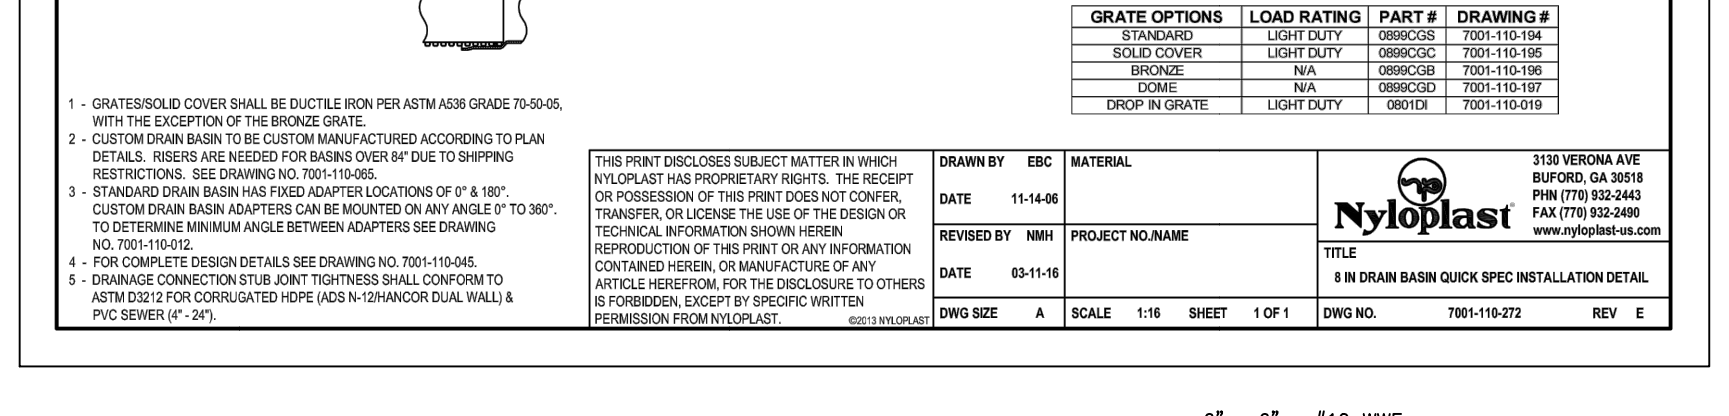 GRATE OPTIONS LOAD RATING PART # DRAWING #
STANDARD LIGHT DUTY 0899CGS 7001-110-194
SOLID COVER LIGHT DUTY 0899CGC 7001-110-195
BRONZE N/A 0899CGB 7001-110-196
DOME N/A 0899CGD 7001-110-197
DROP IN GRATE LIGHT DUTY 0801DI 7001-110-019
1 - GRATES/SOLID COVER SHALL BE DUCTILE IRON PER ASTM A536 GRADE 70-50-05,
WITH THE EXCEPTION OF THE BRONZE GRATE.
2 - CUSTOM DRAIN BASIN TO BE CUSTOM MANUFACTURED ACCORDING TO PLAN
DETAILS. RISERS ARE NEEDED FOR BASINS OVER 84" DUE TO SHIPPING
RESTRICTIONS. SEE DRAWING NO. 7001-110-065.
3 - STANDARD DRAIN BASIN HAS FIXED ADAPTER LOCATIONS OF 0° & 180°.
CUSTOM DRAIN BASIN ADAPTERS CAN BE MOUNTED ON ANY ANGLE 0° TO 360°.
TO DETERMINE MINIMUM ANGLE BETWEEN ADAPTERS SEE DRAWING
NO. 7001-110-012.
4 - FOR COMPLETE DESIGN DETAILS SEE DRAWING NO. 7001-110-045.
5 - DRAINAGE CONNECTION STUB JOINT TIGHTNESS SHALL CONFORM TO
ASTM D3212 FOR CORRUGATED HDPE (ADS N-12/HANCOR DUAL WALL) &
PVC SEWER (4" - 24").
THIS PRINT DISCLOSES SUBJECT MATTER IN WHICH
NYLOPLAST HAS PROPRIETARY RIGHTS. THE RECEIPT
OR POSSESSION OF THIS PRINT DOES NOT CONFER,
TRANSFER, OR LICENSE THE USE OF THE DESIGN OR
TECHNICAL INFORMATION SHOWN HEREIN
REPRODUCTION OF THIS PRINT OR ANY INFORMATION
CONTAINED HEREIN, OR MANUFACTURE OF ANY
ARTICLE HEREFROM, FOR THE DISCLOSURE TO OTHERS
IS FORBIDDEN, EXCEPT BY SPECIFIC WRITTEN
PERMISSION FROM NYLOPLAST. ©2013 NYLOPLAST
DRAWN BY EBC
DATE 11-14-06
REVISED BY NMH
DATE 03-11-16
DWG SIZE A
MATERIAL
PROJECT NO./NAME
SCALE 1:16 SHEET 1 OF 1
Nyloplast
3130 VERONA AVE
BUFORD, GA 30518
PHN (770) 932-2443
FAX (770) 932-2490
www.nyloplast-us.com
TITLE
8 IN DRAIN BASIN QUICK SPEC INSTALLATION DETAIL
DWG NO. 7001-110-272 REV E